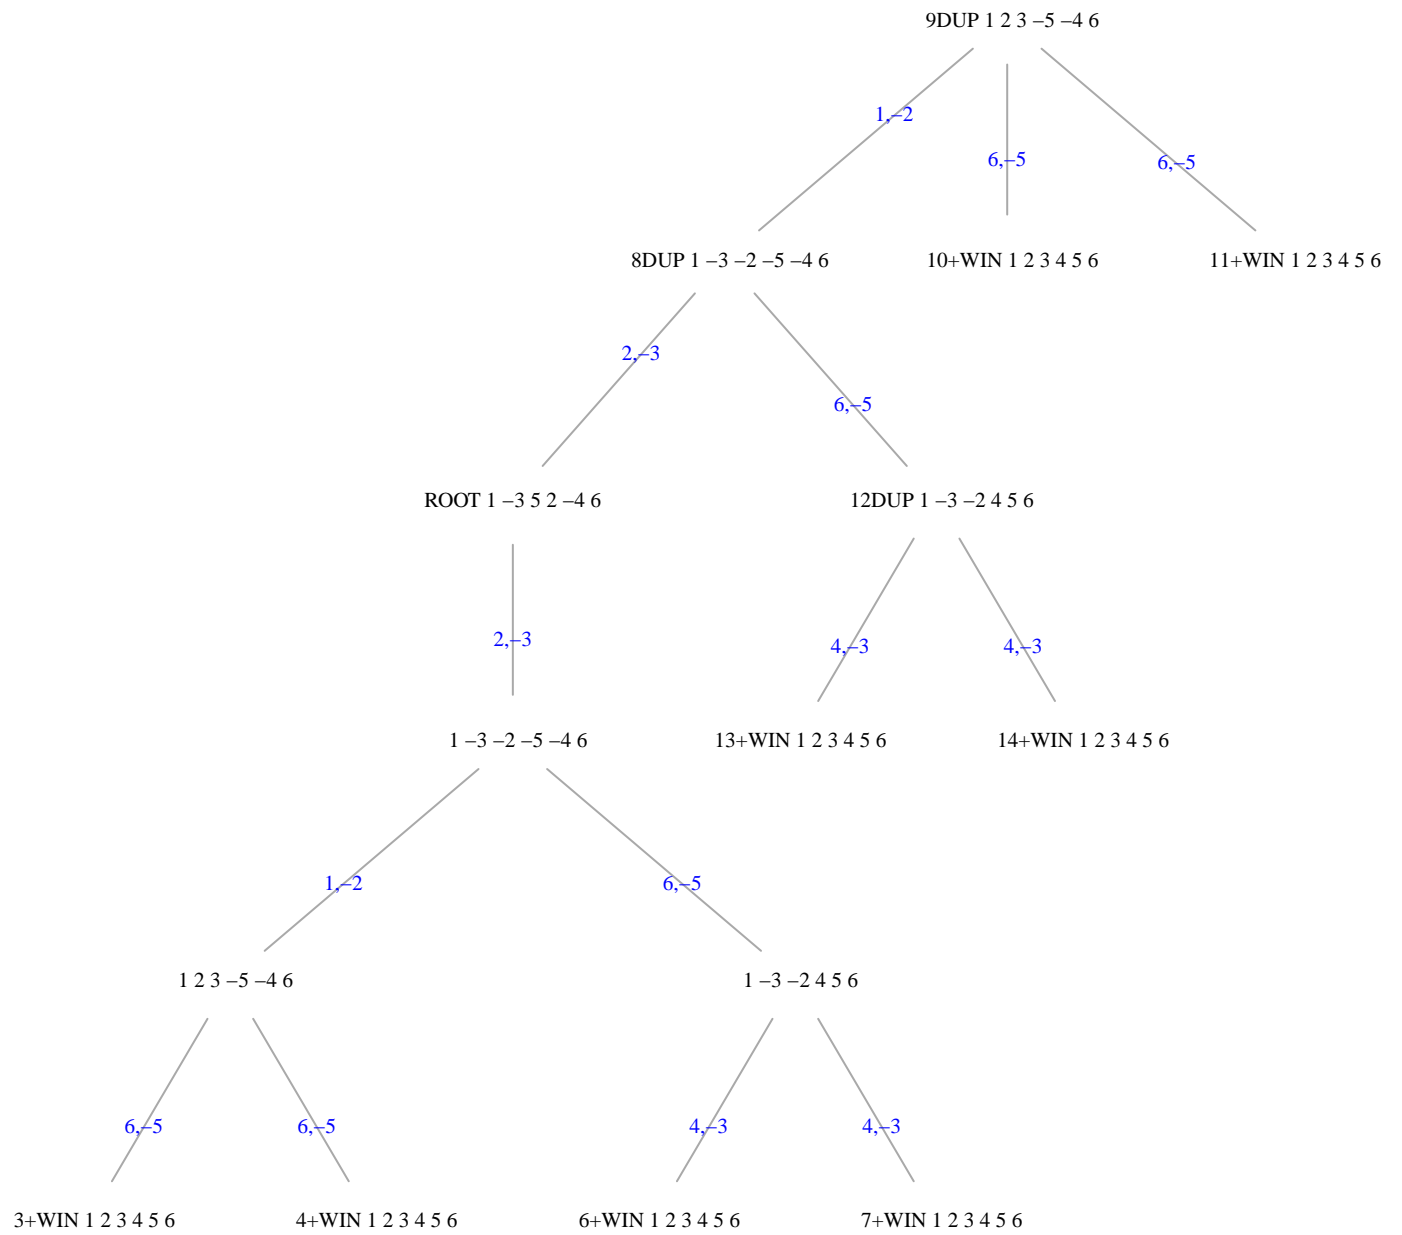 9DUP 1 2 3 –5 –4 6
1,–2
6,–5
6,–5
8DUP 1 –3 –2 –5 –4 6
10+WIN 1 2 3 4 5 6
11+WIN 1 2 3 4 5 6
2,–3
6,–5
ROOT 1 –3 5 2 –4 6
12DUP 1 –3 –2 4 5 6
2,–3
4,–3
4,–3
1 –3 –2 –5 –4 6
13+WIN 1 2 3 4 5 6
14+WIN 1 2 3 4 5 6
1,–2
6,–5
1 2 3 –5 –4 6
1 –3 –2 4 5 6
6,–5
6,–5
4,–3
4,–3
3+WIN 1 2 3 4 5 6
4+WIN 1 2 3 4 5 6
6+WIN 1 2 3 4 5 6
7+WIN 1 2 3 4 5 6